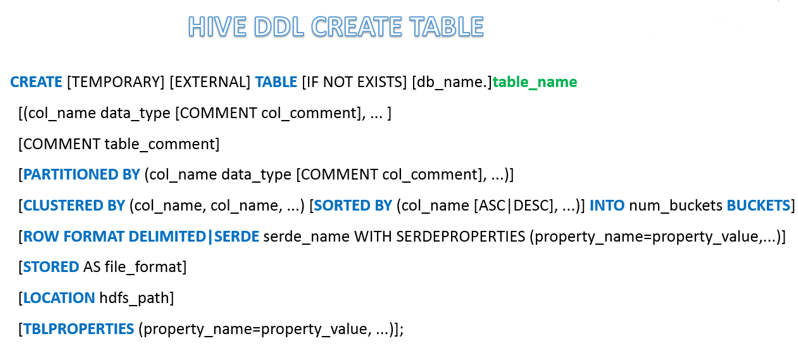 HIVE DDL CREATE TABLE
CREATE [TEMPORARY] [EXTERNAL] TABLE [IF NOT EXISTS] [db_name.]table_name
[(col_name data_type [COMMENT col_comment], ... ]
[COMMENT table_comment]
[PARTITIONED BY (col_name data_type [COMMENT col_comment], ...)]
[CLUSTERED BY (col_name, col_name, ...) [SORTED BY (col_name [ASC|DESC], ...)] INTO num_buckets BUCKETS]
[ROW FORMAT DELIMITED|SERDE serde_name WITH SERDEPROPERTIES (property_name=property_value,...)]
[STORED AS file_format]
[LOCATION hdfs_path]
[TBLPROPERTIES (property_name=property_value, ...)];